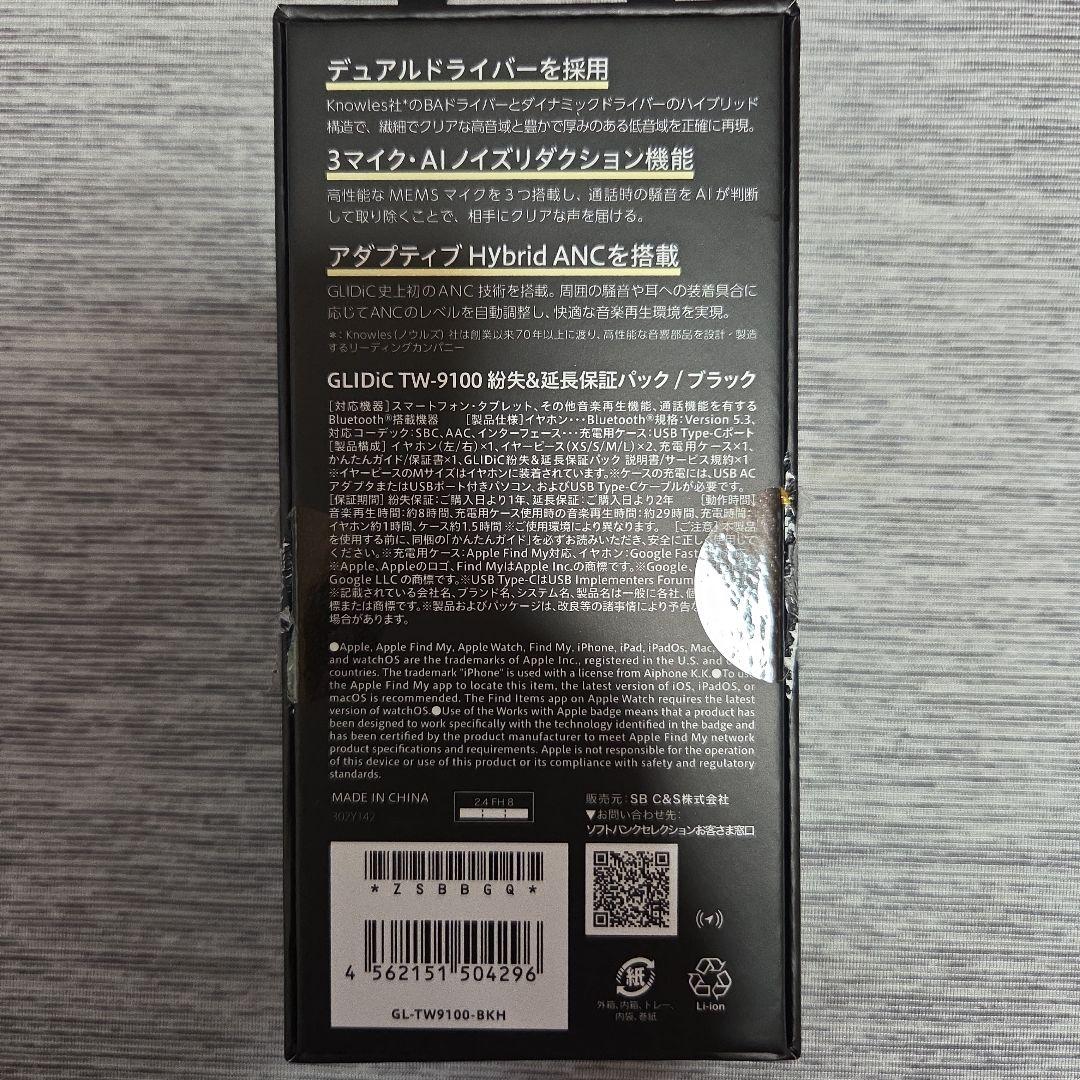 デュアルドライバーを採用
Knowles社*のBAドライバーとダイナミックドライバーのハイブリッド
構造で、繊細でクリアな高音域と豊かで厚みのある低音域を正確に再現。
3マイク・AIノイズリダクション機能
高性能な MEMS マイクを3つ搭載し、通話時の騒音をAIが判断
して取り除くことで、相手にクリアな声を届ける。
アダプティブ Hybrid ANCを搭載
GLIDiC史上初のANC技術を搭載。周囲の騒音や耳への装着具合に
応じてANCのレベルを自動調整し、快適な音楽再生環境を実現。
*：Knowles(ノウルズ) 社は創業以来70年以上に渡り、高性能な音響部品を設計・製造
するリーディングカンパニー
GLIDiC TW-9100 紛失&延長保証パック / ブラック
[対応機器]スマートフォン・タブレット、その他音楽再生機能、通話機能を有する
Bluetooth®搭載機器 [製品仕様]イヤホン・・・Bluetooth®規格：Version 5.3、
対応コーデック：SBC、AAC、インターフェース・・・充電用ケース：USB Type-Cポート
[製品構成] イヤホン(左/右)×1、イヤーピース(XS/S/M/L)×2、充電用ケース×1、
かんたんガイド/保証書×1、GLIDiC紛失&延長保証パック 説明書/サービス規約×1
※イヤーピースのMサイズはイヤホンに装着されています。※ケースの充電には、USB AC
アダプタまたはUSBポート付きパソコン、およびUSB Type-Cケーブルが必要です。
[保証期間] 紛失保証：ご購入日より1年、延長保証：ご購入日より2年 [動作時間]
音楽再生時間：約8時間、充電用ケース使用時の音楽再生時間：約29時間、充電時間：
イヤホン約1時間、ケース約1.5時間 ※ご使用環境により異なります。 [ご注意] 本製品
を使用する前に、同梱の「かんたんガイド」を必ずお読みいただき、安全に正しく使用して
ください。※充電用ケース：Apple Find My対応、イヤホン：Google Fast
※Apple、Appleのロゴ、Find MyはApple Inc.の商標です。※Google、
Google LLC の商標です。※USB Type-CはUSB Implementers Forum
※記載されている会社名、ブランド名、システム名、製品名は一般に各社、個
標または商標です。※製品およびパッケージは、改良等の諸事情により予告な
場合があります。
●Apple, Apple Find My, Apple Watch, Find My, iPhone, iPad, iPadOs, Mac,
and watchOS are the trademarks of Apple Inc., registered in the U.S. and
countries. The trademark "iPhone" is used with a license from Aiphone K.K.●To use
the Apple Find My app to locate this item, the latest version of iOS, iPadOS, or
macOS is recommended. The Find Items app on Apple Watch requires the latest
version of watchOS.●Use of the Works with Apple badge means that a product has
been designed to work specifically with the technology identified in the badge and
has been certified by the product manufacturer to meet Apple Find My network
product specifications and requirements. Apple is not responsible for the operation
of this device or use of this product or its compliance with safety and regulatory
standards.
MADE IN CHINA
302Y142
2.4 FH 8
販売元：SB C&S株式会社
▼お問い合わせ先：
ソフトバンクセレクションお客さま窓口
*ZSBBGQ*
4 562151 504296
GL-TW9100-BKH
紙
外箱、内箱、トレー、
内袋、巻紙
Li-ion